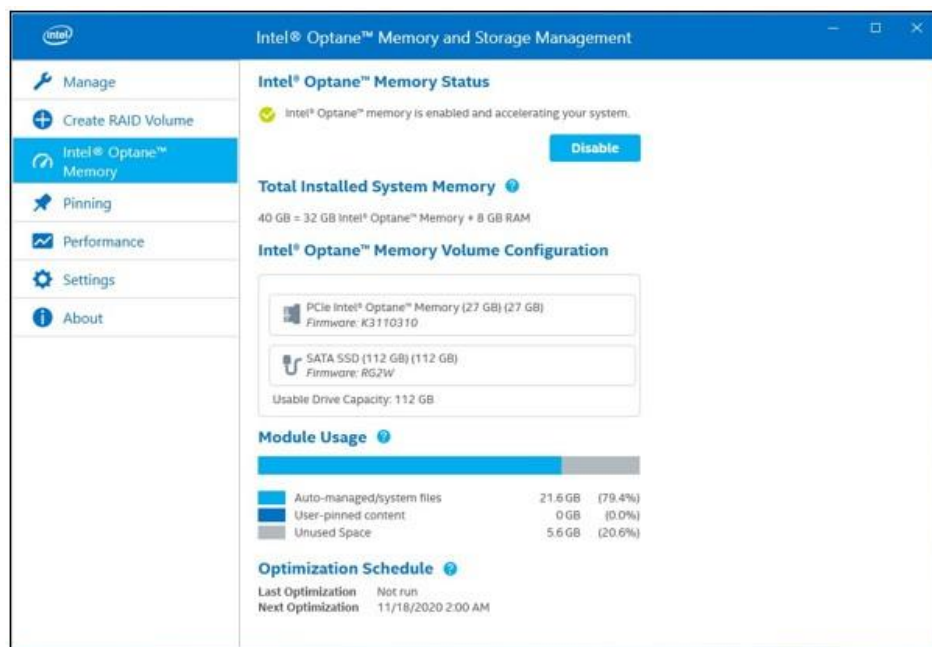 intel
Intel® Optane™ Memory and Storage Management
Manage
Create RAID Volume
Intel® Optane™
Memory
Pinning
Performance
Settings
About
Intel® Optane™ Memory Status
Intel® Optane™ memory is enabled and accelerating your system.
Disable
Total Installed System Memory ?
40 GB = 32 GB Intel® Optane™ Memory + 8 GB RAM
Intel® Optane™ Memory Volume Configuration
PCIe Intel® Optane™ Memory (27 GB) (27 GB)
Firmware: K3110310
SATA SSD (112 GB) (112 GB)
Firmware: RG2W
Usable Drive Capacity: 112 GB
Module Usage ?
Auto-managed/system files 21.6 GB (79.4%)
User-pinned content 0 GB (0.0%)
Unused Space 5.6 GB (20.6%)
Optimization Schedule ?
Last Optimization Not run
Next Optimization 11/18/2020 2:00 AM